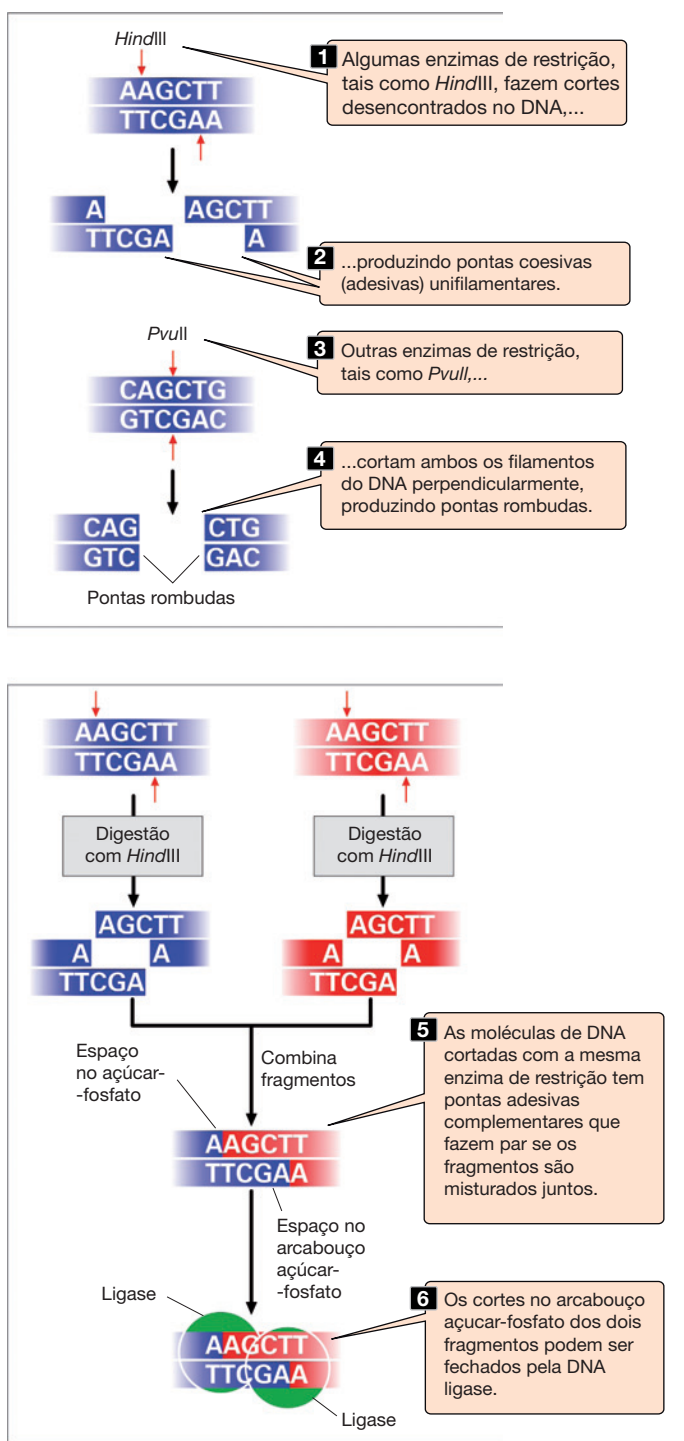 HindIII
1 Algumas enzimas de restrição,
tais como HindIII, fazem cortes
desencontrados no DNA,...
AAGCTT
TTCGAA
A AGCTT
TTCGA A
2 ...produzindo pontas coesivas
(adesivas) unifilamentares.
PvuII
3 Outras enzimas de restrição,
tais como PvuII,...
CAGCTG
GTCGAC
4 ...cortam ambos os filamentos
do DNA perpendicularmente,
produzindo pontas rombudas.
CAG CTG
GTC GAC
Pontas rombudas
AAGCTT
TTCGAA
AAGCTT
TTCGAA
Digestão
com HindIII
Digestão
com HindIII
AGCTT
A A
TTCGA
AGCTT
A A
TTCGA
Espaço
no açúcar-
-fosfato
Combina
fragmentos
5 As moléculas de DNA
cortadas com a mesma
enzima de restrição tem
pontas adesivas
complementares que
fazem par se os
fragmentos são
misturados juntos.
AAGCTT
TTCGAA
Espaço no
arcabouço
açúcar-
-fosfato
Ligase
6 Os cortes no arcabouço
açucar-fosfato dos dois
fragmentos podem ser
fechados pela DNA
ligase.
AAGCTT
TTCGAA
Ligase